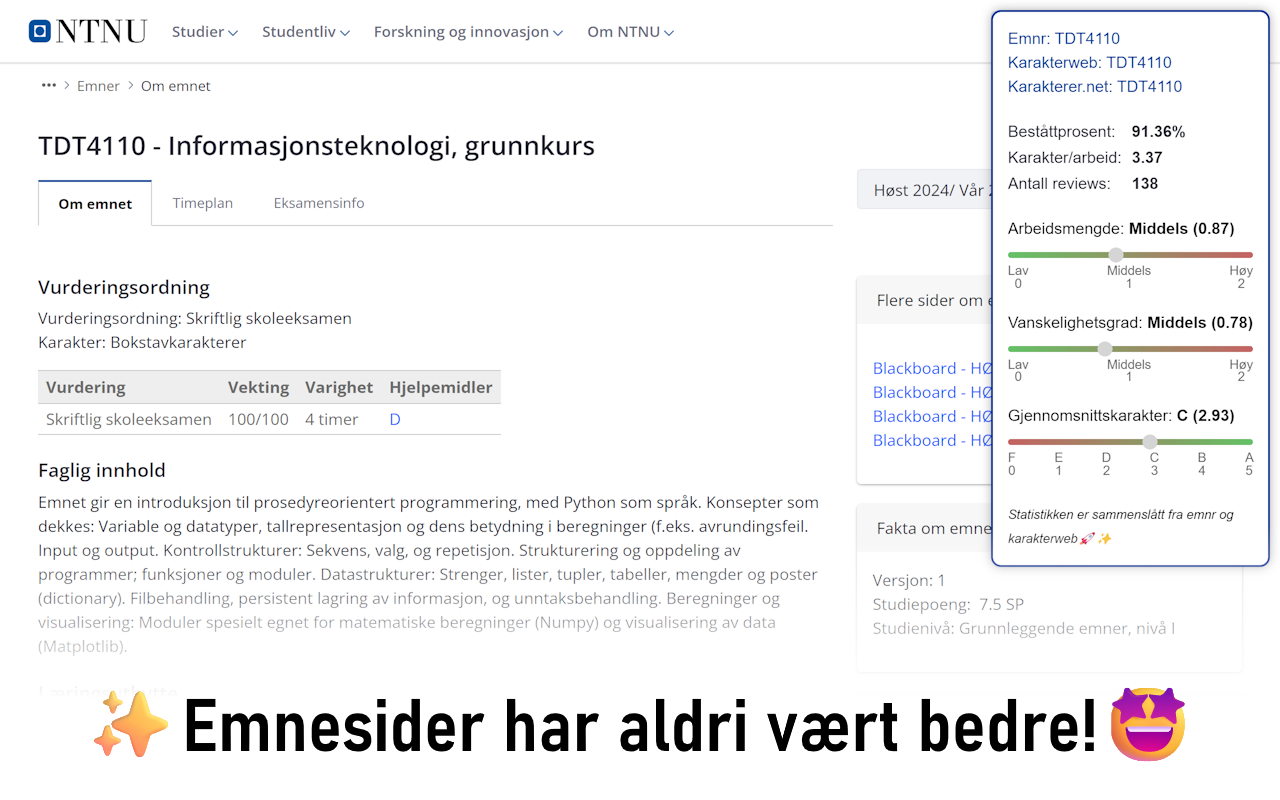 NTNU
Studier
Studentliv
Forskning og innovasjon
Om NTNU
••• > Emner > Om emnet
TDT4110 - Informasjonsteknologi, grunnkurs
Om emnet
Timeplan
Eksamensinfo
Vurderingsordning
Vurderingsordning: Skriftlig skoleeksamen
Karakter: Bokstavkarakterer
Vurdering Vekting Varighet Hjelpemidler
Skriftlig skoleeksamen 100/100 4 timer D
Faglig innhold
Emnet gir en introduksjon til prosedyreorientert programmering, med Python som språk. Konsepter som
dekkes: Variable og datatyper, tallrepresentasjon og dens betydning i beregninger (f.eks. avrundingsfeil.
Input og output. Kontrollstrukturer: Sekvens, valg, og repetisjon. Strukturering og oppdeling av
programmer; funksjoner og moduler. Datastrukturer: Strenger, lister, tupler, tabeller, mengder og poster
(dictionary). Filbehandling, persistent lagring av informasjon, og unntaksbehandling. Beregninger og
visualisering: Moduler spesielt egnet for matematiske beregninger (Numpy) og visualisering av data
(Matplotlib).
Høst 2024/ Vår 2
Flere sider om e
Blackboard - HØ
Blackboard - HØ
Blackboard - HØ
Blackboard - HØ
Fakta om emne
Versjon: 1
Studiepoeng: 7.5 SP
Studienivå: Grunnleggende emner, nivå I
Emnr: TDT4110
Karakterweb: TDT4110
Karakterer.net: TDT4110
Beståttprosent: 91.36%
Karakter/arbeid: 3.37
Antall reviews: 138
Arbeidsmengde: Middels (0.87)
Lav Middels Høy
0 1 2
Vanskelighetsgrad: Middels (0.78)
Lav Middels Høy
0 1 2
Gjennomsnittskarakter: C (2.93)
F E D C B A
0 1 2 3 4 5
Statistikken er sammenslått fra emnr og
karakterweb 🚀✨
✨ Emnesider har aldri vært bedre! 🤩